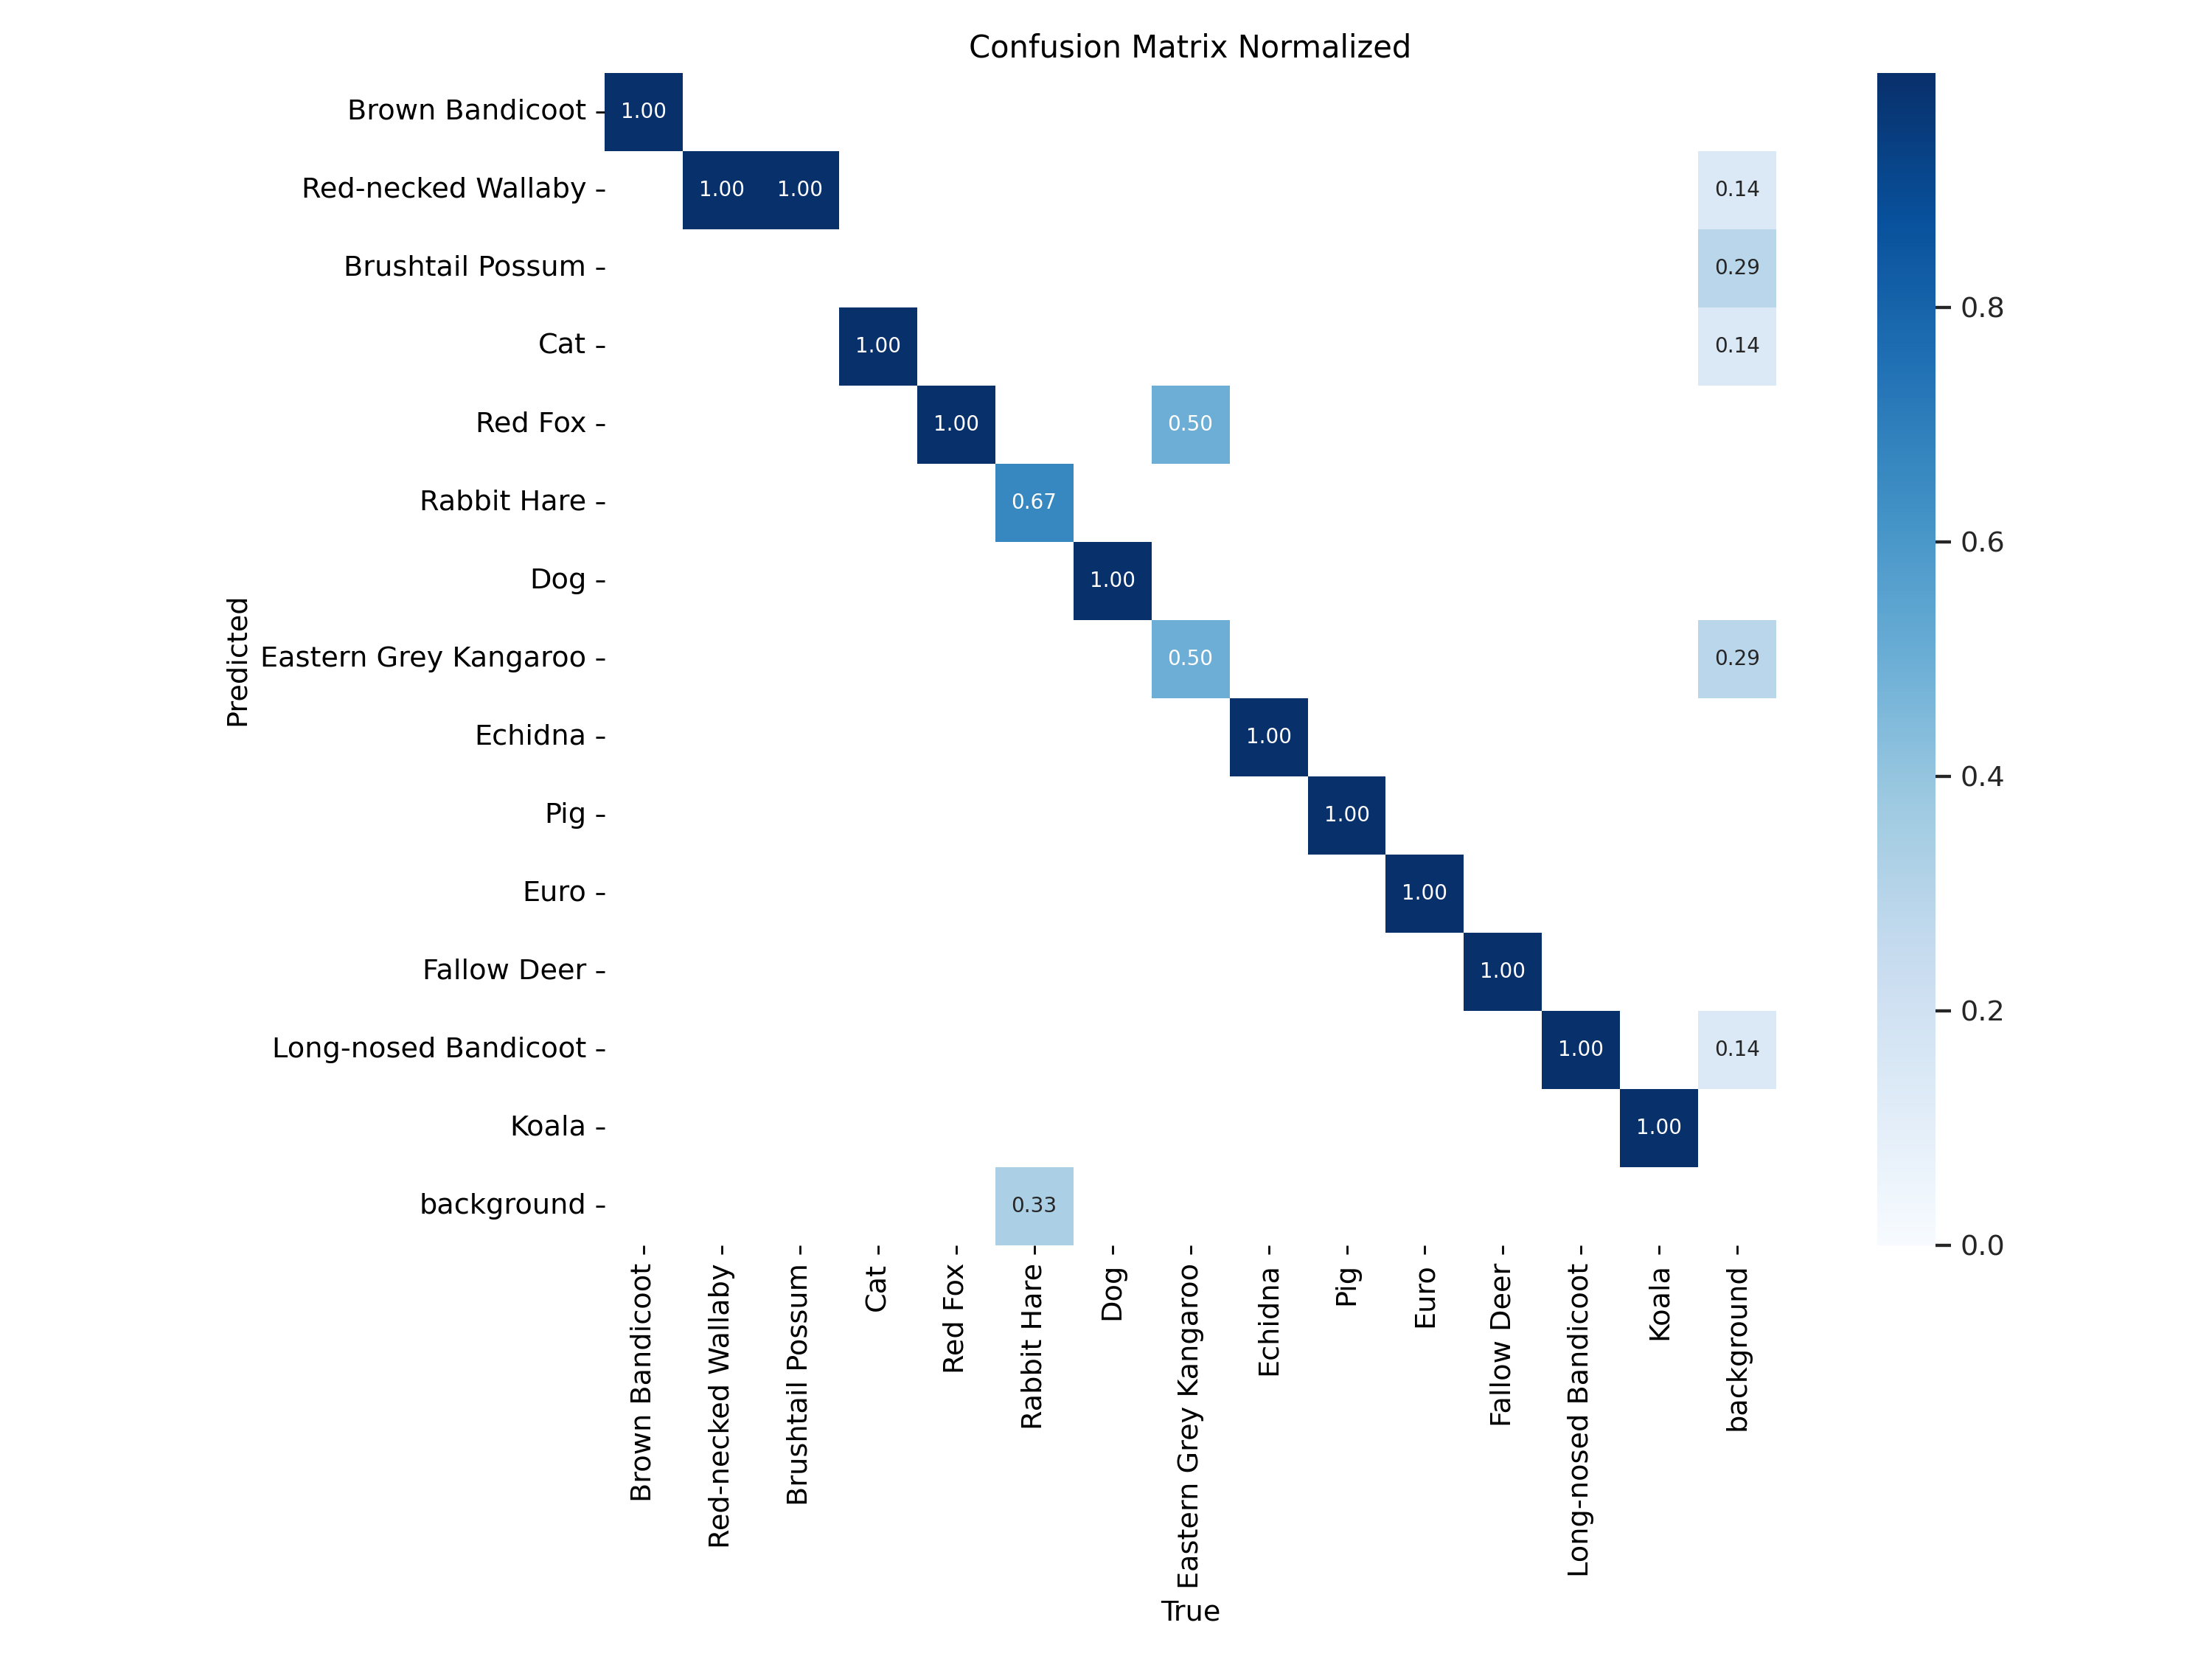 Confusion Matrix Normalized
Brown Bandicoot
1.00
Red-necked Wallaby
1.00 1.00 0.14
Brushtail Possum
0.29
0.8
Cat
1.00 0.14
Red Fox
1.00 0.50
Rabbit Hare
0.67
0.6
Dog
1.00
Predicted
Eastern Grey Kangaroo
0.50 0.29
Echidna
1.00
0.4
Pig
1.00
Euro
1.00
Fallow Deer
1.00
0.2
Long-nosed Bandicoot
1.00 0.14
Koala
1.00
background
0.33
0.0
Brown Bandicoot
Red-necked Wallaby
Brushtail Possum
Cat
Red Fox
Rabbit Hare
Dog
Eastern Grey Kangaroo
Echidna
Pig
Euro
Fallow Deer
Long-nosed Bandicoot
Koala
background
True